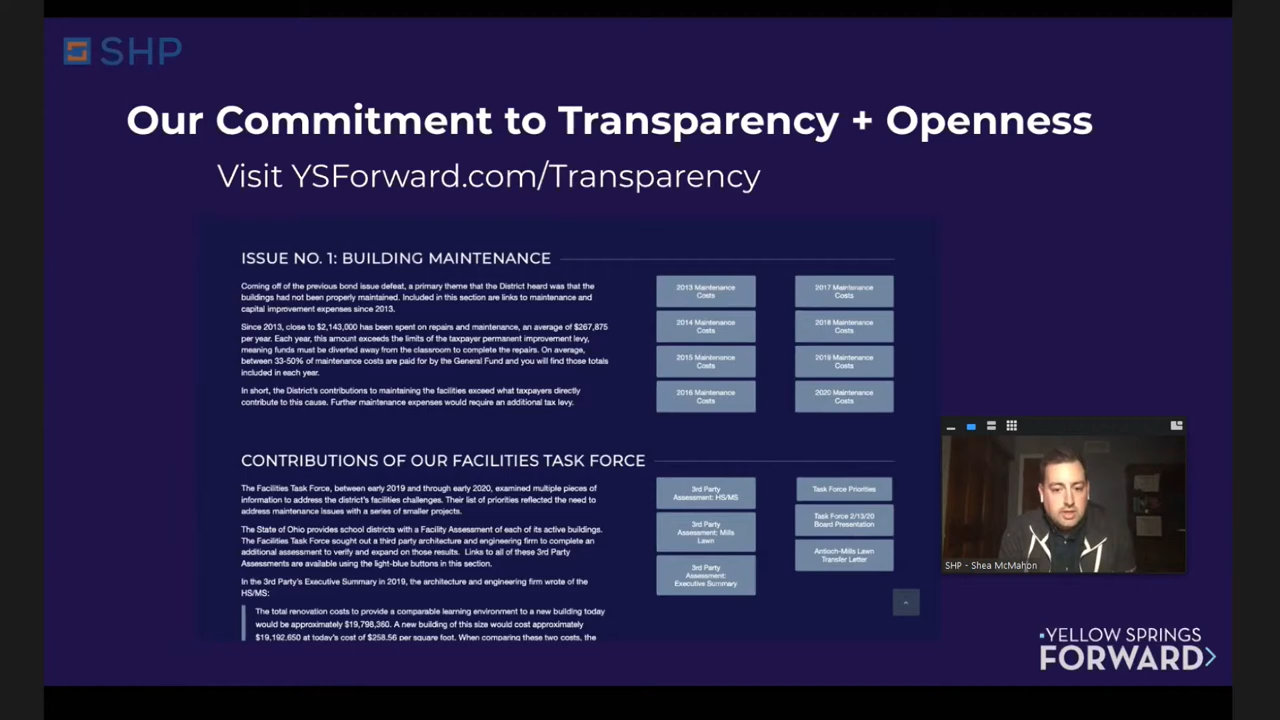 SHP
Our Commitment to Transparency + Openness
Visit YSForward.com/Transparency
ISSUE NO. 1: BUILDING MAINTENANCE
Coming off of the previous bond issue defeat, a primary theme that the District heard was that the
buildings had not been properly maintained. Included in this section are links to maintenance and
capital improvement expenses since 2013.
Since 2013, close to $2,143,000 has been spent on repairs and maintenance, an average of $267,875
per year. Each year, this amount exceeds the limits of the taxpayer permanent improvement levy,
meaning funds must be diverted away from the classroom to complete the repairs. On average,
between 33-50% of maintenance costs are paid for by the General Fund and you will find those totals
included in each year.
In short, the District's contributions to maintaining the facilities exceed what taxpayers directly
contribute to this cause. Further maintenance expenses would require an additional tax levy.
2013 Maintenance
Costs
2014 Maintenance
Costs
2015 Maintenance
Costs
2016 Maintenance
Costs
2017 Maintenance
Costs
2018 Maintenance
Costs
2019 Maintenance
Costs
2020 Maintenance
Costs
CONTRIBUTIONS OF OUR FACILITIES TASK FORCE
The Facilities Task Force, between early 2019 and through early 2020, examined multiple pieces of
information to address the district's facilities challenges. Their list of priorities reflected the need to
address maintenance issues with a series of smaller projects.
The State of Ohio provides school districts with a Facility Assessment of each of its active buildings.
The Facilities Task Force sought out a third party architecture and engineering firm to complete an
additional assessment to verify and expand on those results. Links to all of these 3rd Party
Assessments are available using the light-blue buttons in this section.
In the 3rd Party's Executive Summary in 2019, the architecture and engineering firm wrote of the
HS/MS:
The total renovation costs to provide a comparable learning environment to a new building today
would be approximately $19,798,360. A new building of this size would cost approximately
$19,192,650 at today's cost of $258.56 per square foot. When comparing these two costs, the
3rd Party
Assessment: HS/MS
3rd Party
Assessment: Mills
Lawn
3rd Party
Assessment:
Executive Summary
Task Force Priorities
Task Force 2/13/20
Board Presentation
Antioch-Mills Lawn
Transfer Letter
SHP - Shea McMahon
YELLOW SPRINGS
FORWARD